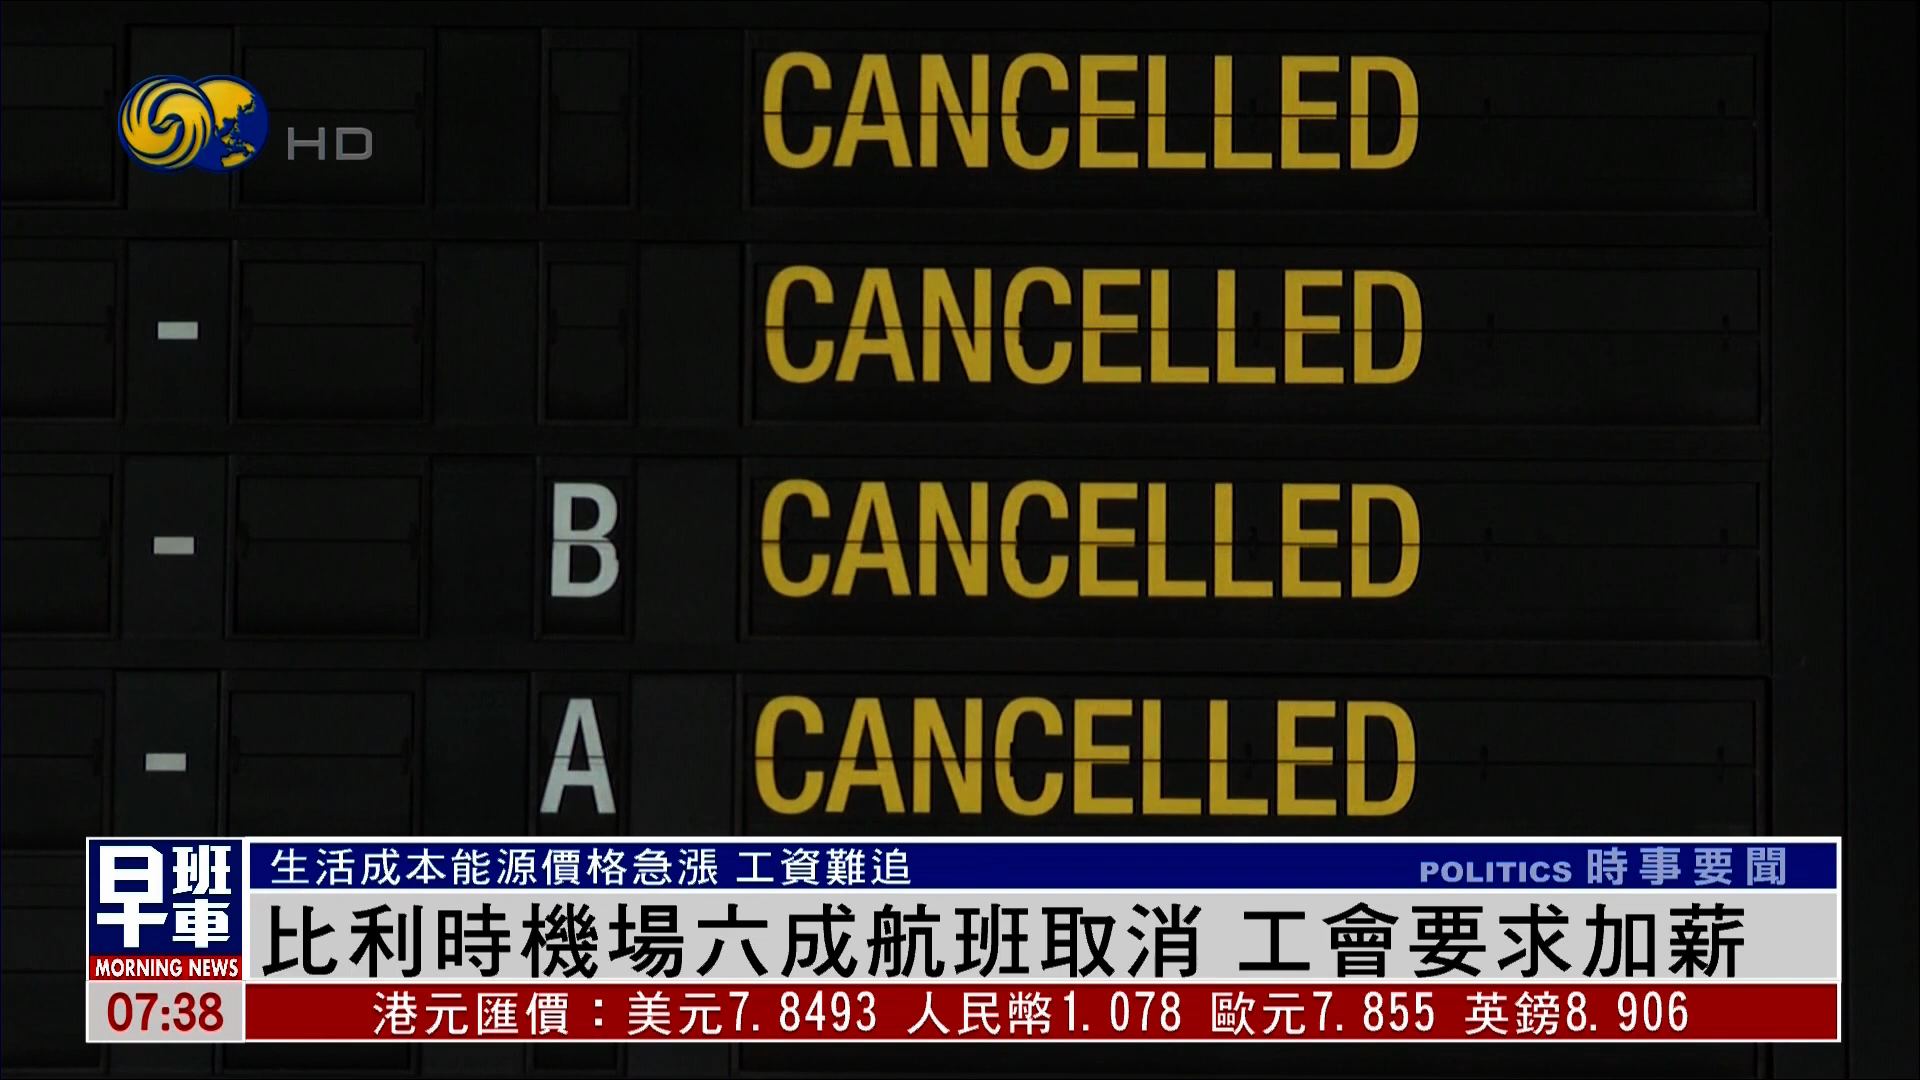 CANCELLED
HD
CANCELLED
-
B CANCELLED
-
A CANCELLED
-
生活成本能源價格急漲 工資難追
POLITICS 時事要聞
早班車
比利時機場六成航班取消 工會要求加薪
MORNING NEWS
07:38
港元匯價：美元7.8493 人民幣1.078 歐元7.855 英鎊8.906